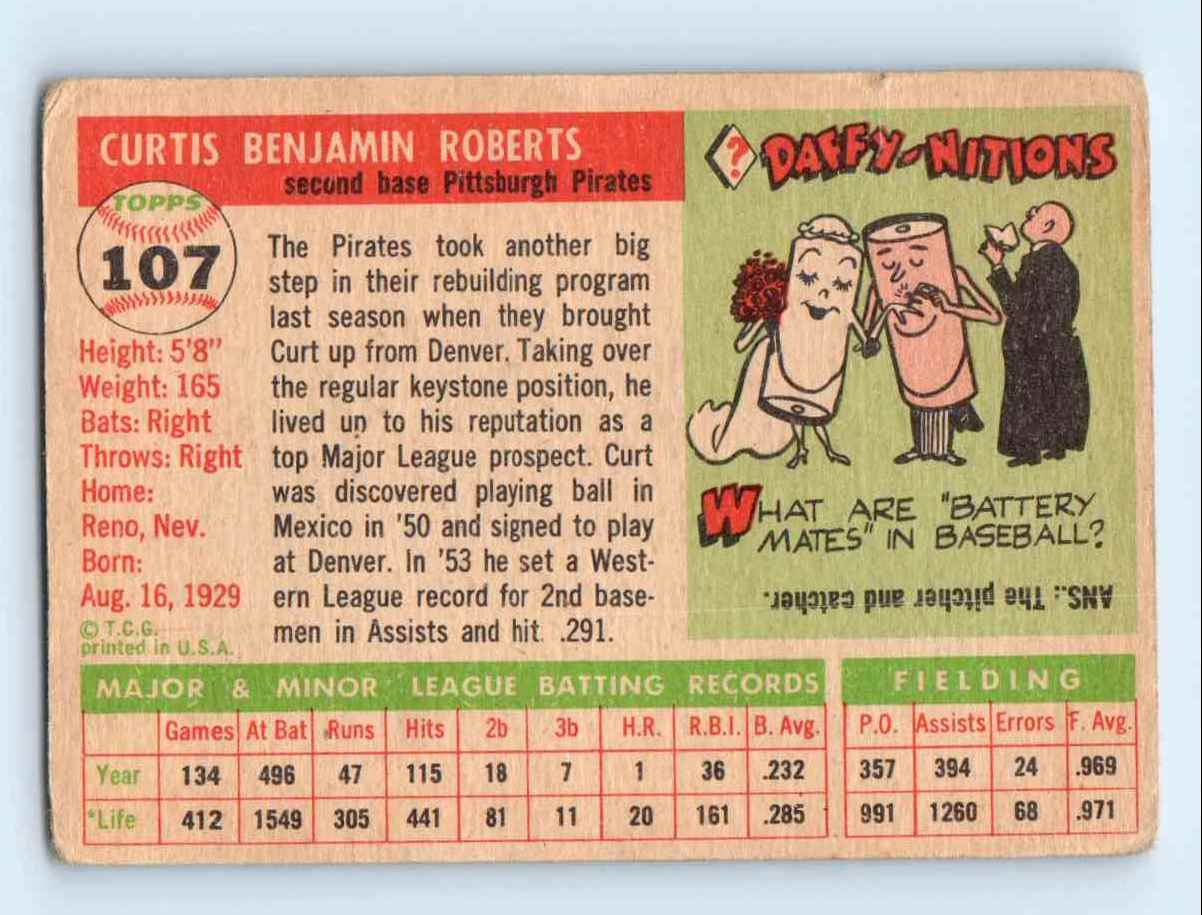 CURTIS BENJAMIN ROBERTS
second base Pittsburgh Pirates
TOPPS
107
Height: 5'8"
Weight: 165
Bats: Right
Throws: Right
Home:
Reno, Nev.
Born:
Aug. 16, 1929
© T.C.G.
printed in U.S.A.
The Pirates took another big
step in their rebuilding program
last season when they brought
Curt up from Denver. Taking over
the regular keystone position, he
lived up to his reputation as a
top Major League prospect. Curt
was discovered playing ball in
Mexico in '50 and signed to play
at Denver. In '53 he set a West-
ern League record for 2nd base-
men in Assists and hit .291.
? DAFFY-NITIONS
WHAT ARE "BATTERY
MATES" IN BASEBALL?
ANS.: The pitcher and catcher.
MAJOR & MINOR LEAGUE BATTING RECORDS FIELDING
Games At Bat Runs Hits 2b 3b H.R. R.B.I. B. Avg. P.O. Assists Errors F. Avg.
Year 134 496 47 115 18 7 1 36 .232 357 394 24 .969
*Life 412 1549 305 441 81 11 20 161 .285 991 1260 68 .971